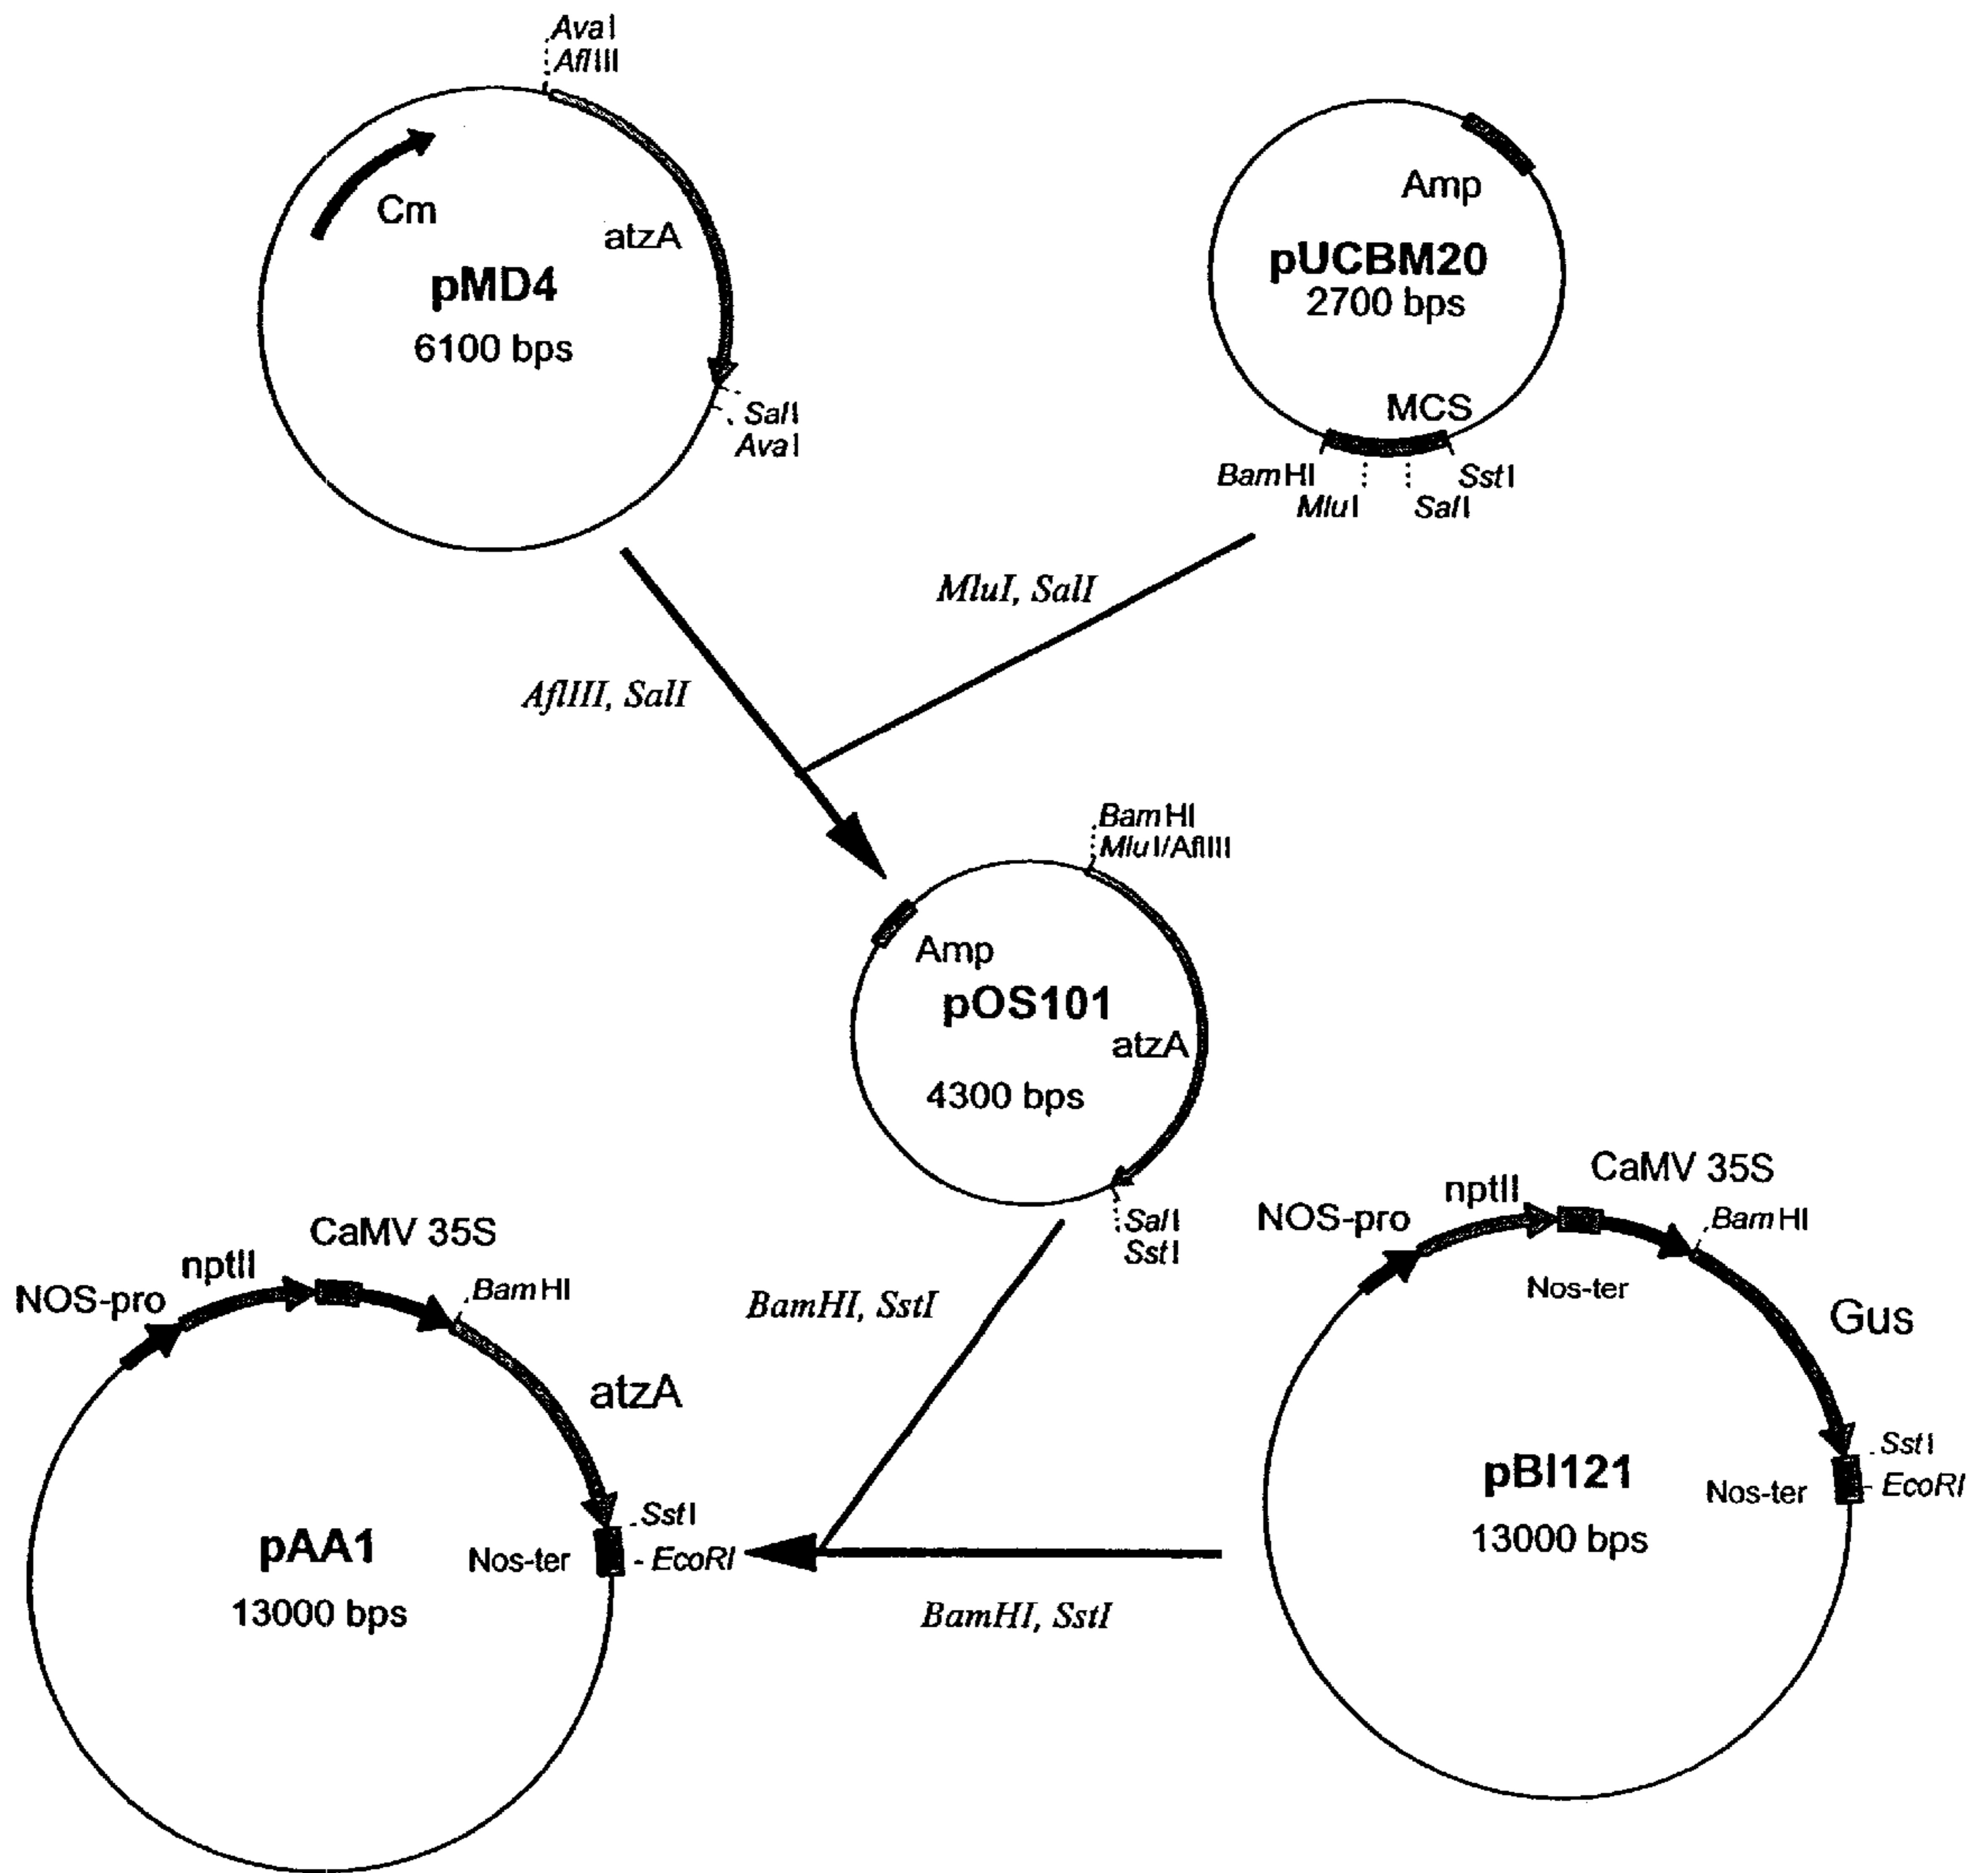 AvaI
AflIII
Cm
atzA
pMD4
6100 bps
SalI
AvaI
Amp
pUCBM20
2700 bps
MCS
BamHI
SstI
MluI
SalI
MluI, SalI
AflIII, SalI
BamHI
MluI/AflIII
Amp
pOS101
atzA
4300 bps
SalI
SstI
CaMV 35S
nptII
NOS-pro
BamHI
Nos-ter
Gus
SstI
pBI121
Nos-ter
EcoRI
13000 bps
CaMV 35S
nptII
NOS-pro
BamHI
atzA
SstI
pAA1
Nos-ter
EcoRI
13000 bps
BamHI, SstI
BamHI, SstI